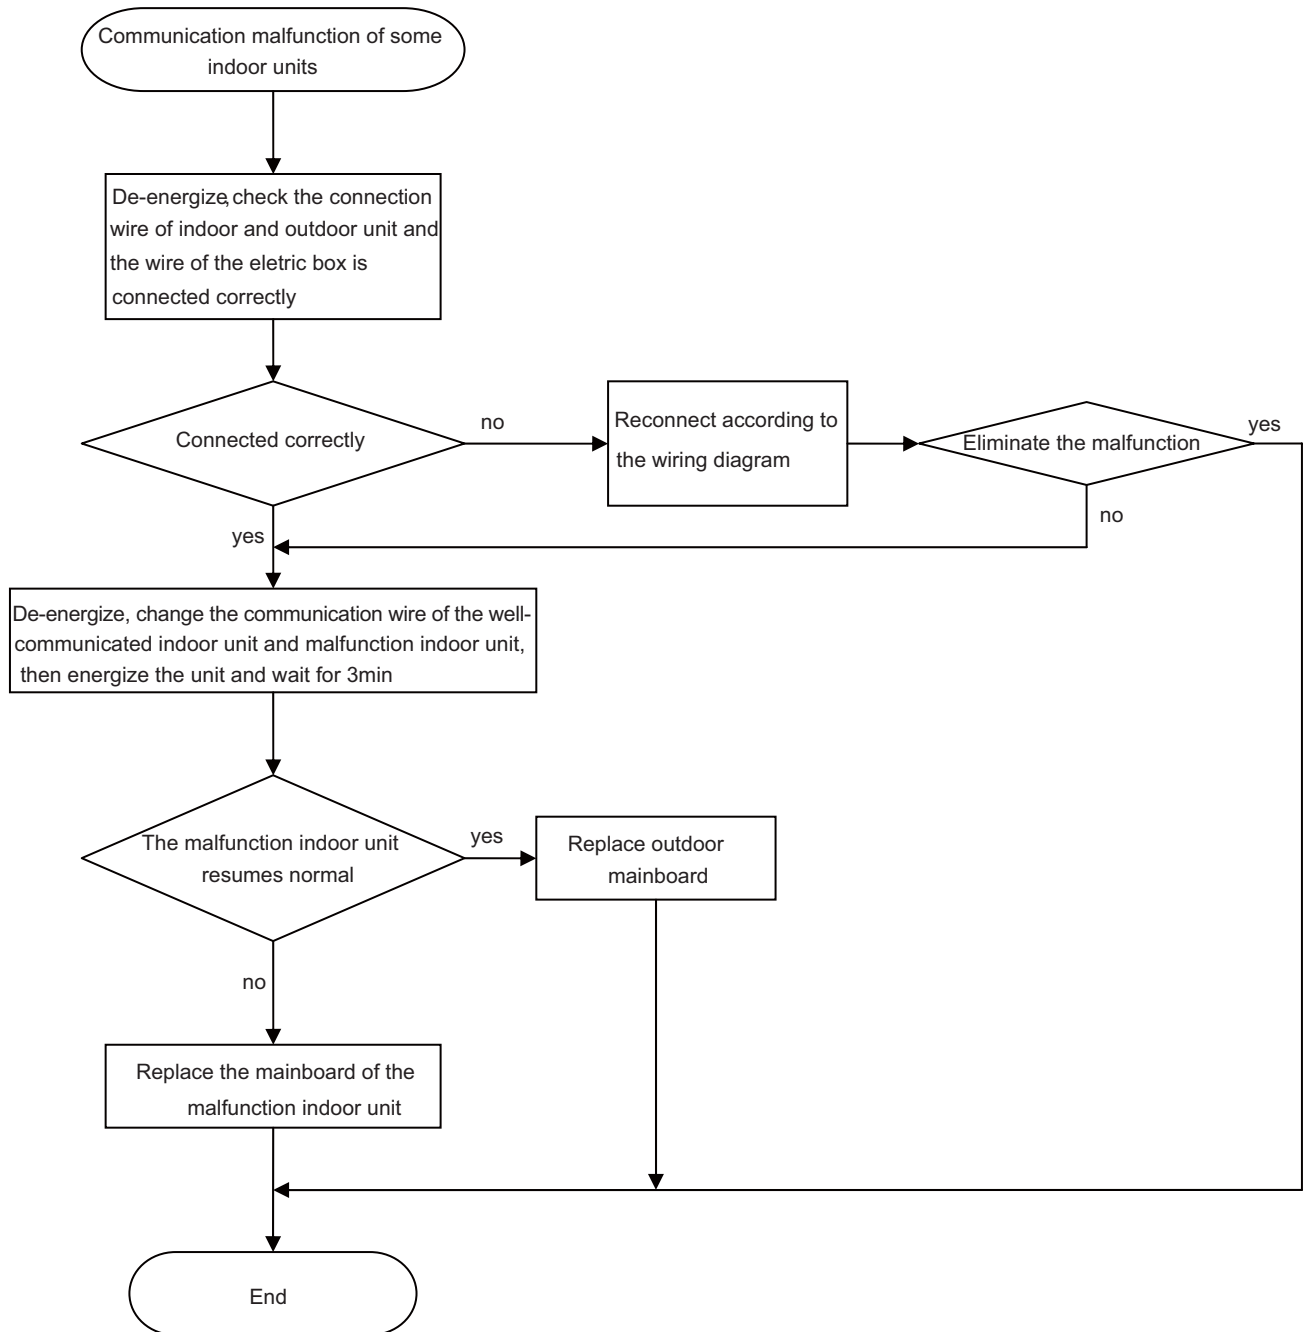 Communication malfunction of some
indoor units
De-energize, check the connection
wire of indoor and outdoor unit and
the wire of the eletric box is
connected correctly
Connected correctly
no
Reconnect according to
the wiring diagram
Eliminate the malfunction
yes
no
yes
De-energize, change the communication wire of the well-
communicated indoor unit and malfunction indoor unit,
then energize the unit and wait for 3min
The malfunction indoor unit
resumes normal
yes
Replace outdoor
mainboard
no
Replace the mainboard of the
malfunction indoor unit
End